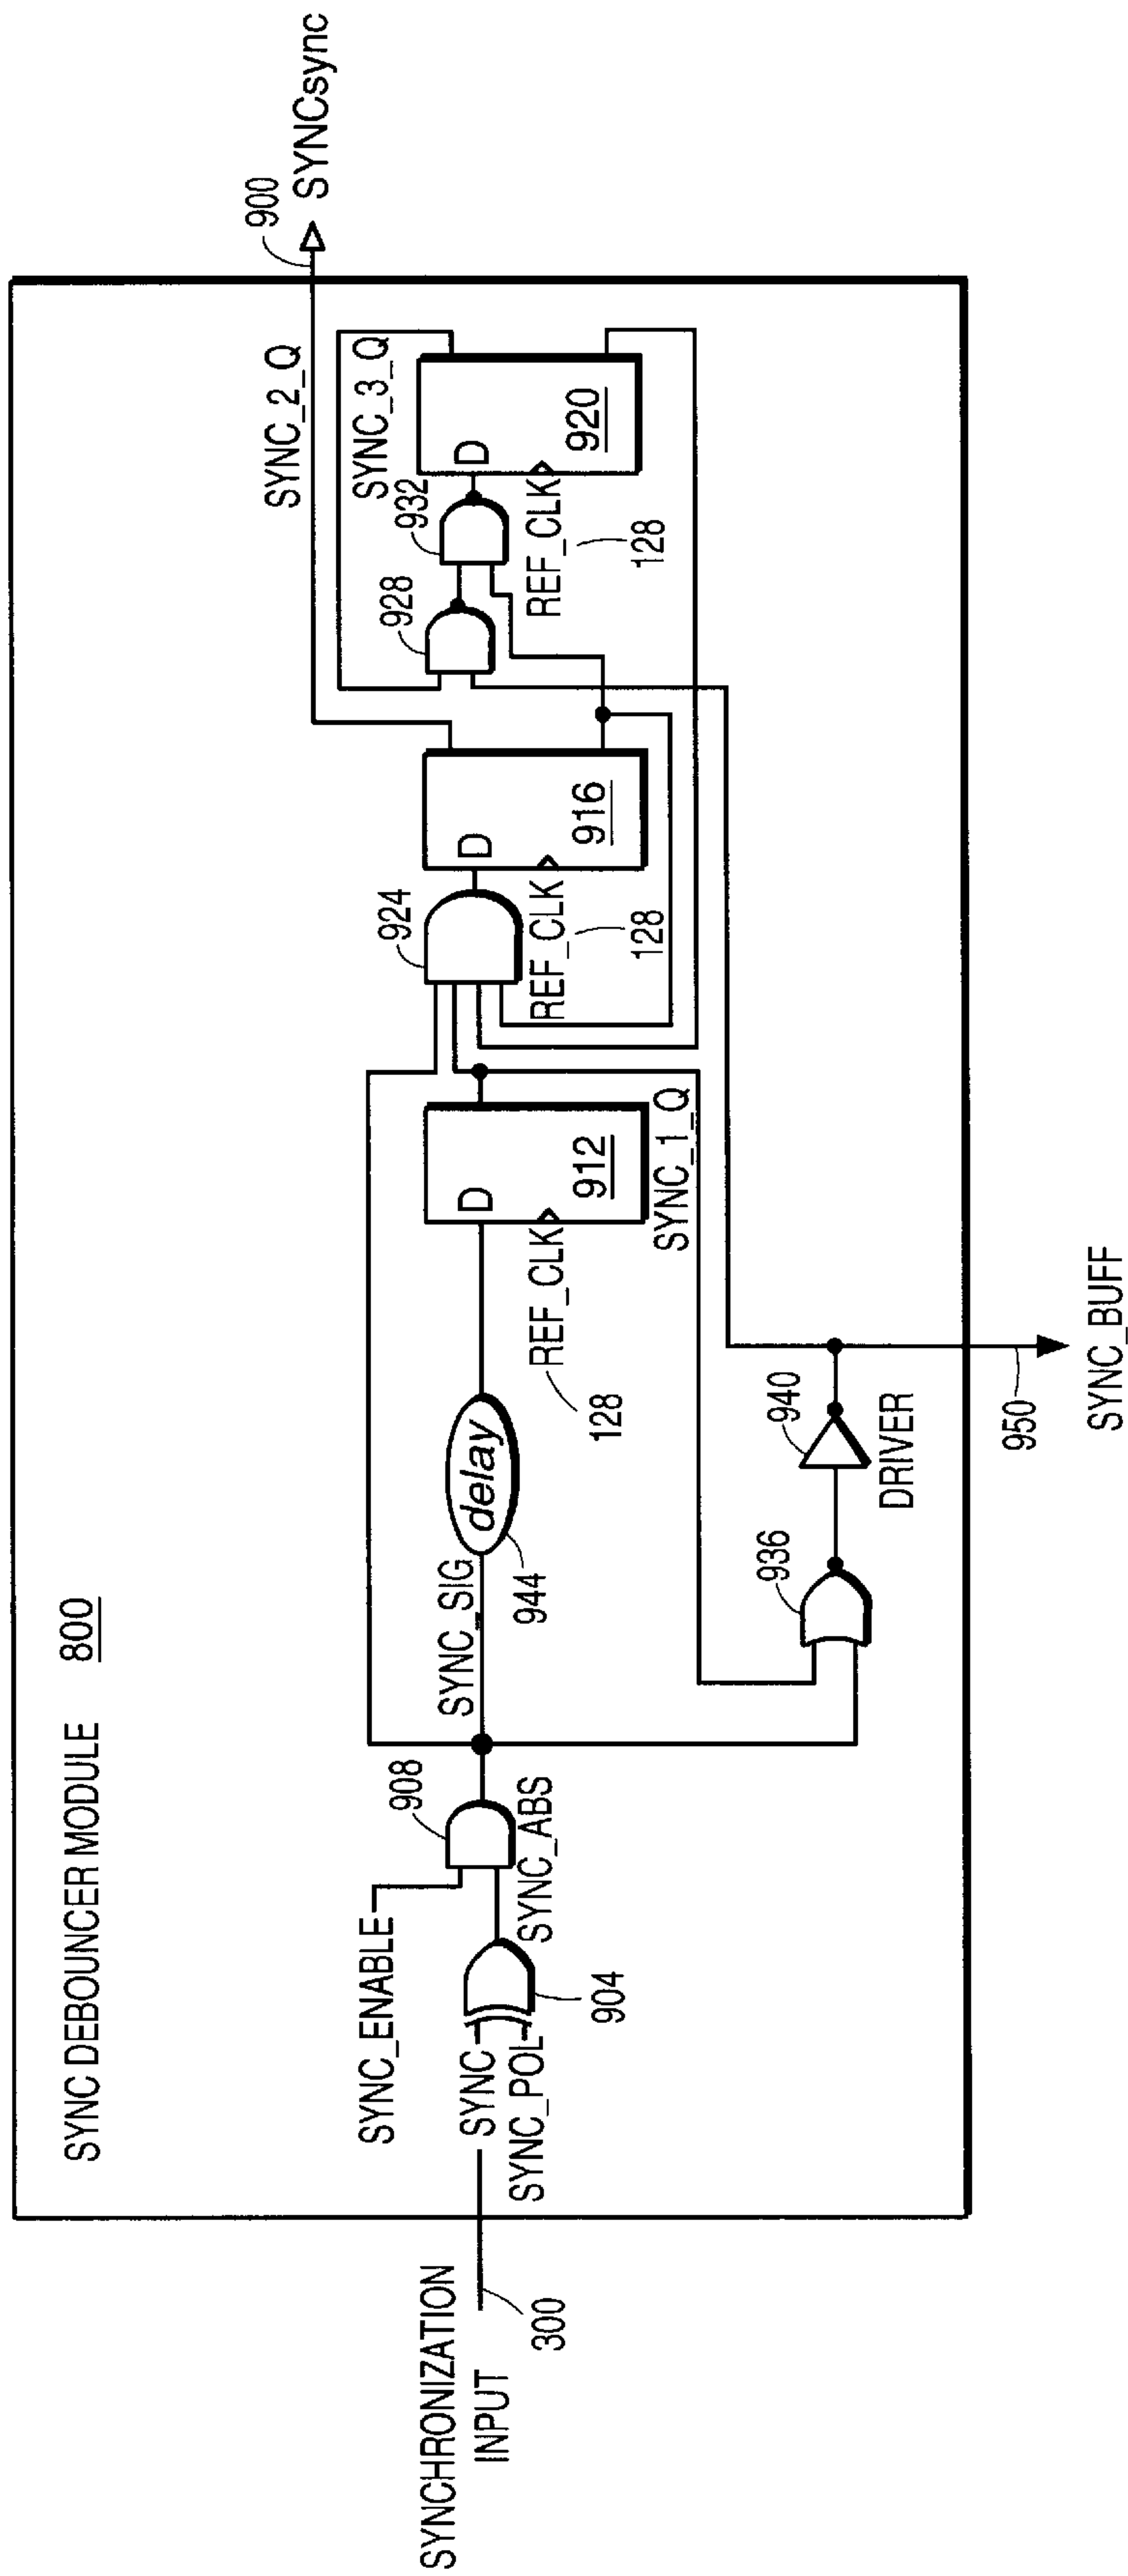 SYNC DEBOUNCER MODULE 800
SYNCHRONIZATION
INPUT
300
SYNC_ENABLE
SYNC
SYNC_POL
904
SYNC_ABS
908
SYNC_SIG
delay
944
D
912
REF_CLK
128
SYNC_1_Q
924
D
916
REF_CLK
128
928
932
D
920
REF_CLK
128
SYNC_3_Q
SYNC_2_Q
900
SYNCsync
936
940
DRIVER
950
SYNC_BUFF